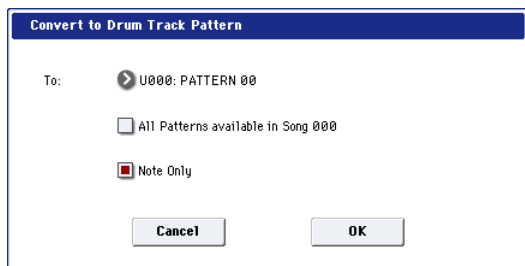 Convert to Drum Track Pattern
To: U000: PATTERN 00
All Patterns available in Song 000
Note Only
Cancel OK